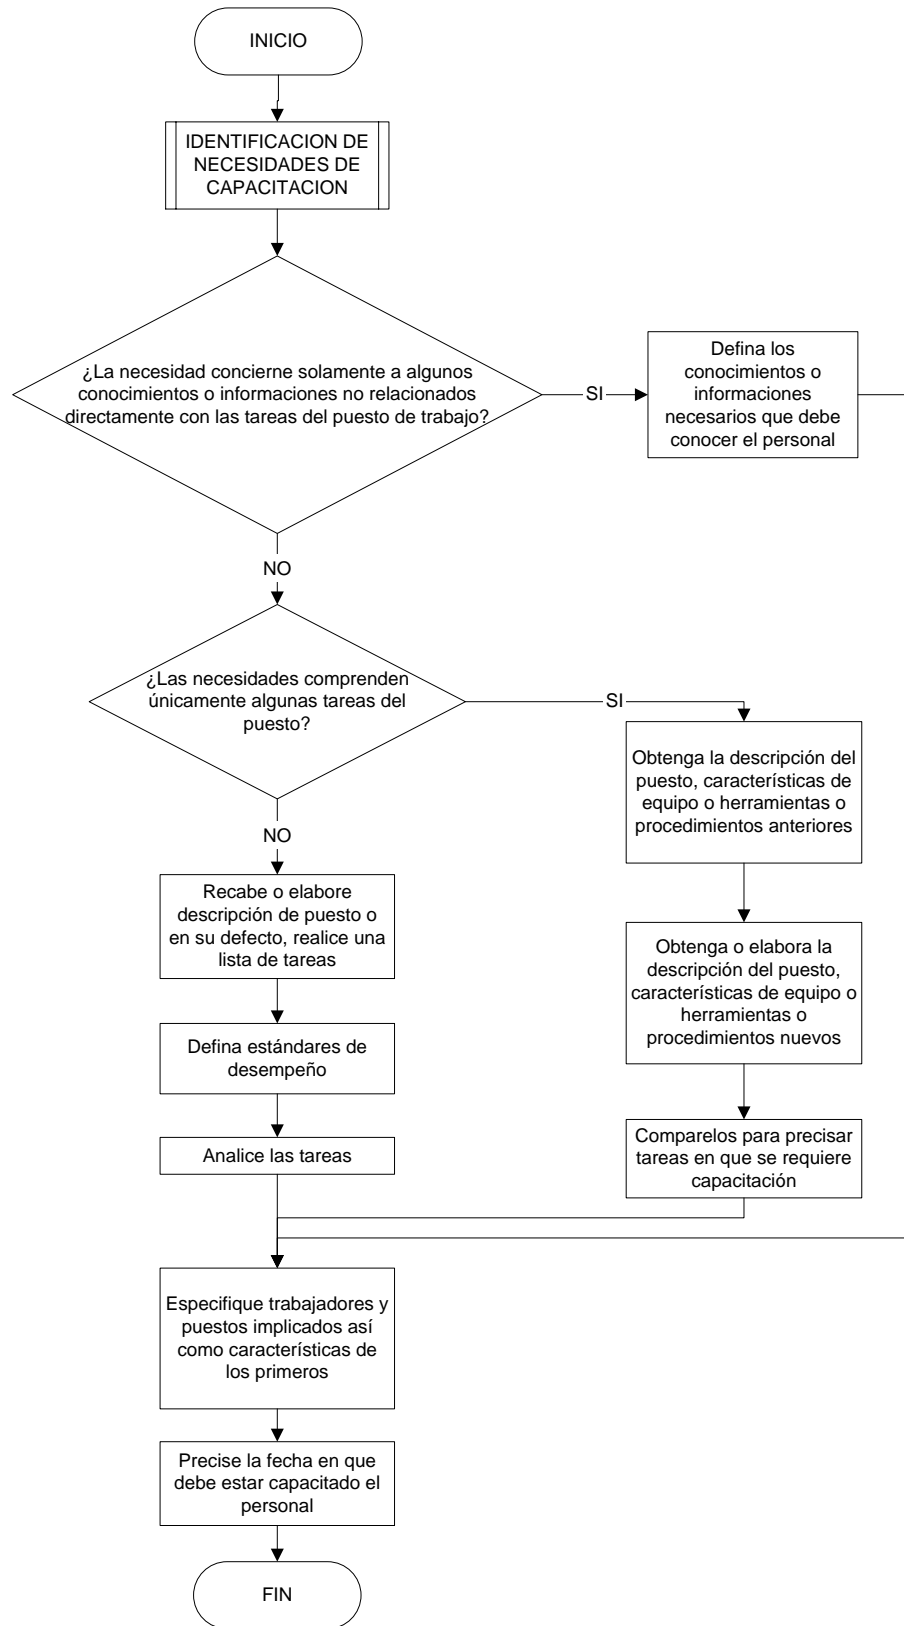 INICIO
IDENTIFICACION DE
NECESIDADES DE
CAPACITACION
¿La necesidad concierne solamente a algunos
conocimientos o informaciones no relacionados
directamente con las tareas del puesto de trabajo?
SI
Defina los
conocimientos o
informaciones
necesarios que debe
conocer el personal
NO
¿Las necesidades comprenden
únicamente algunas tareas del
puesto?
SI
Obtenga la descripción del
puesto, característícas de
equipo o herramientas o
procedimientos anteriores
NO
Recabe o elabore
descripción de puesto o
en su defecto, realice una
lista de tareas
Obtenga o elabora la
descripción del puesto,
característícas de equipo o
herramientas o
procedimientos nuevos
Defina estándares de
desempeño
Analice las tareas
Comparelos para precisar
tareas en que se requiere
capacitación
Especifique trabajadores y
puestos implicados así
como características de
los primeros
Precise la fecha en que
debe estar capacitado el
personal
FIN